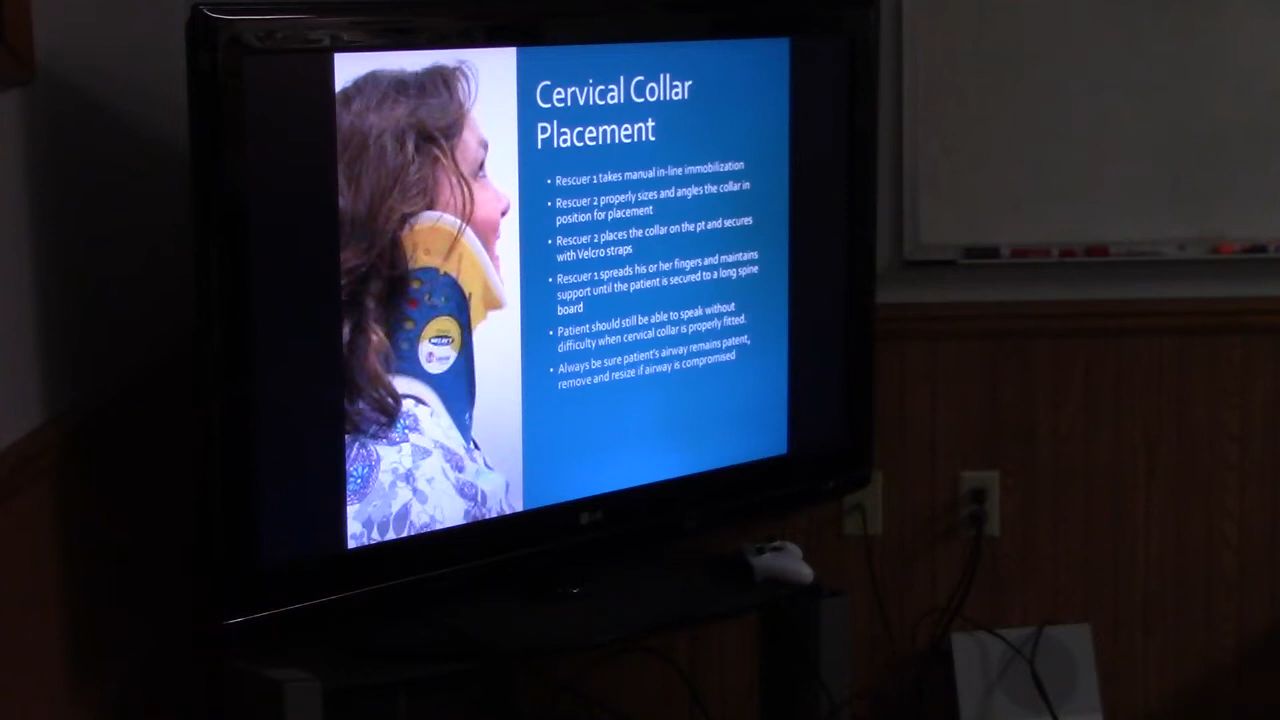 Cervical Collar
Placement
• Rescuer 1 takes manual in-line immobilization
• Rescuer 2 properly sizes and angles the collar in
position for placement
• Rescuer 2 places the collar on the pt and secures
with Velcro straps
• Rescuer 1 spreads his or her fingers and maintains
support until the patient is secured to a long spine
board
• Patient should still be able to speak without
difficulty when cervical collar is properly fitted.
• Always be sure patient's airway remains patent,
remove and resize if airway is compromised
SELECT
LG